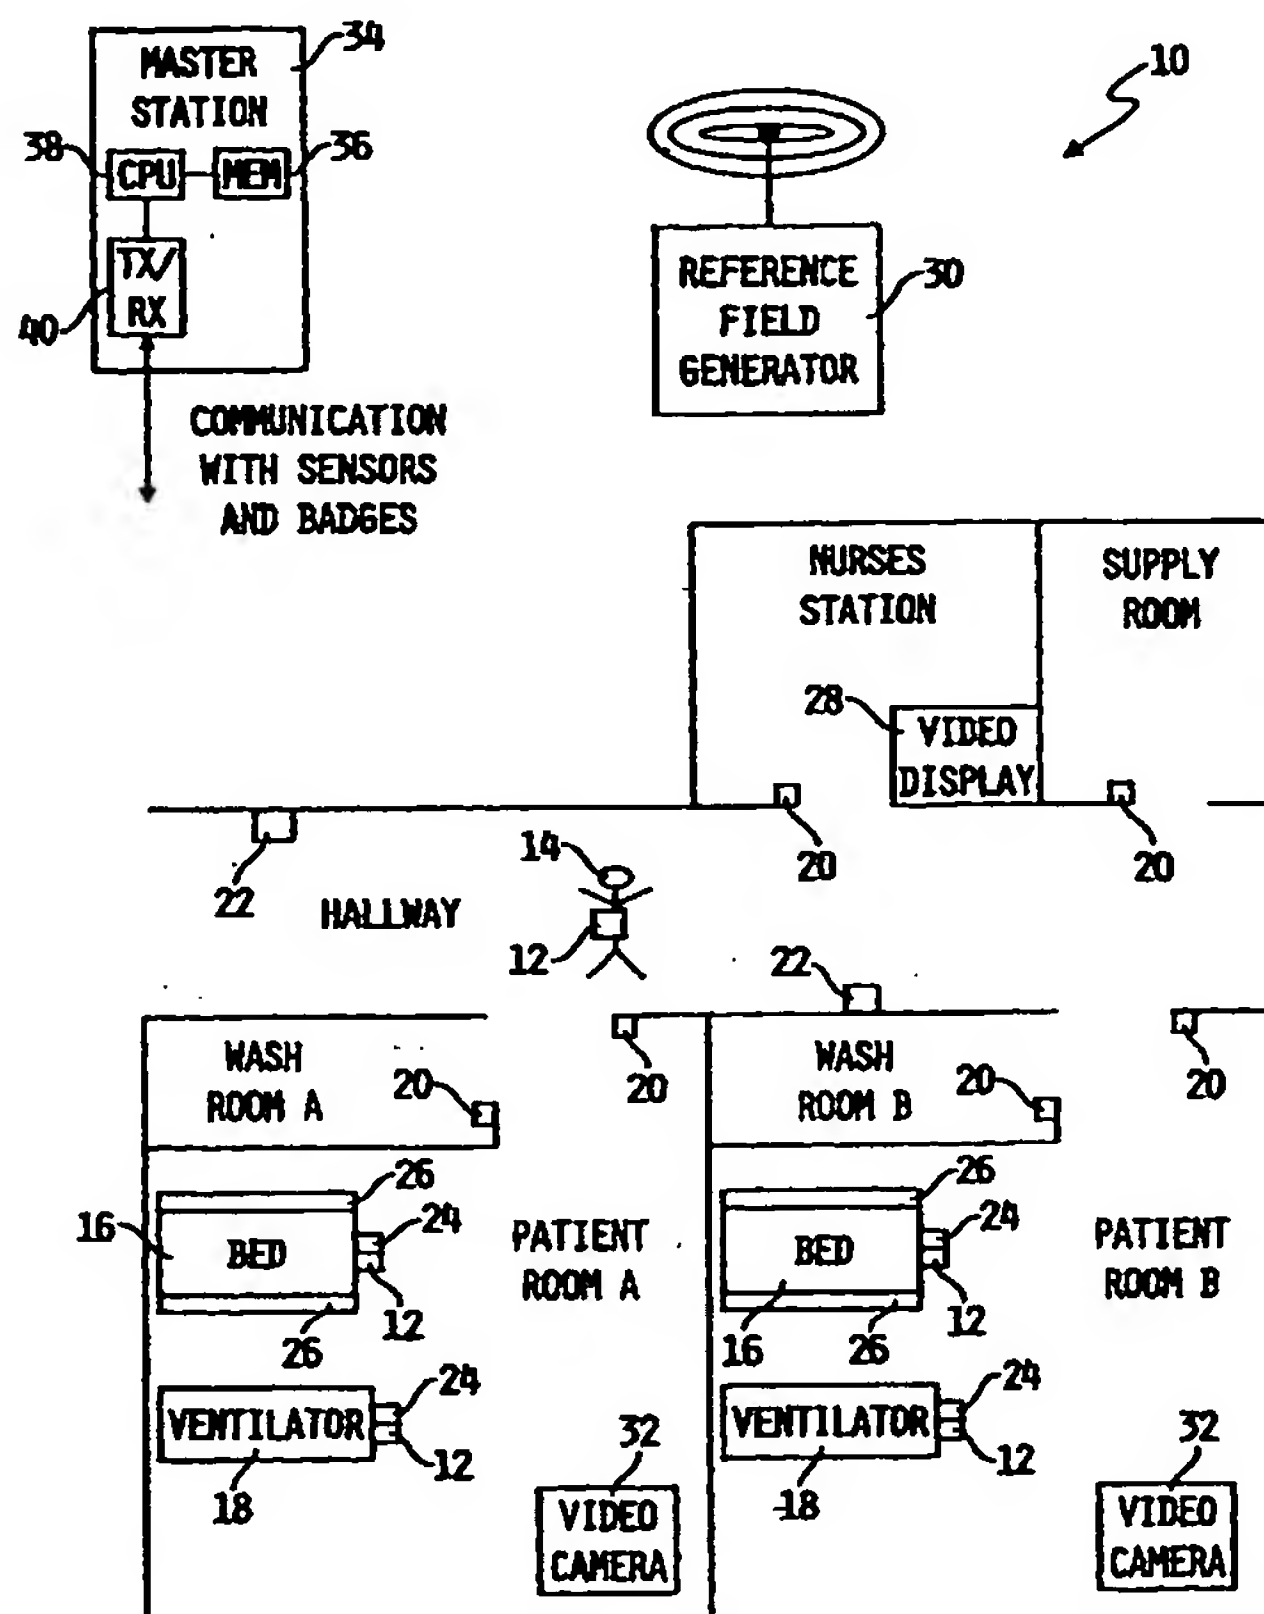 MASTER
STATION
34
38
CPU
MEM
36
TX/
RX
40
COMMUNICATION
WITH SENSORS
AND BADGES
10
REFERENCE
FIELD
GENERATOR
30
NURSES
STATION
SUPPLY
ROOM
28
VIDEO
DISPLAY
20
20
22
14
HALLWAY
12
22
WASH
ROOM A
20
20
WASH
ROOM B
20
20
26
24
16
BED
12
26
PATIENT
ROOM A
26
24
BED
12
16
26
PATIENT
ROOM B
24
VENTILATOR
12
18
32
VIDEO
CAMERA
24
VENTILATOR
12
18
32
VIDEO
CAMERA